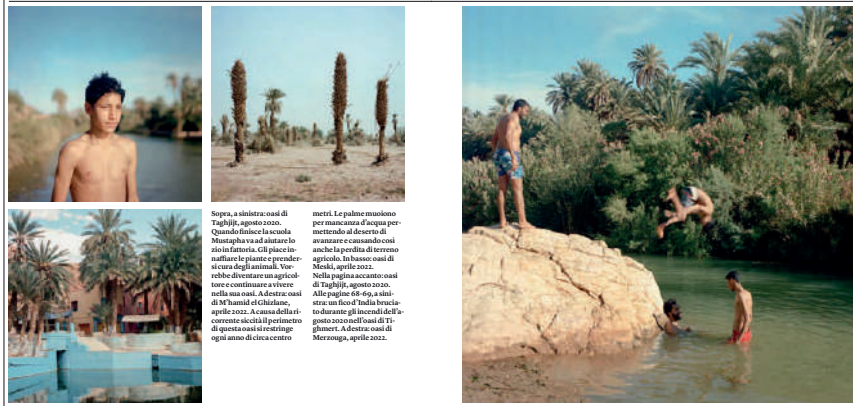 Sopra, a sinistra: oasi di
Taghjijt, agosto 2020.
Quando finisce la scuola
Mustapha va ad aiutare lo
zio in fattoria. Gli piace in-
naffiare le piante e prender-
si cura degli animali. Vor-
rebbe diventare un agricol-
tore e continuare a vivere
nella sua oasi. A destra: oasi
di M’hamid el Ghizlane,
aprile 2022. A causa della ri-
corrente siccità il perimetro
di questa oasi si restringe
ogni anno di circa cento
metri. Le palme muoiono
per mancanza d’acqua per-
mettendo al deserto di
avanzare e causando così
anche la perdita di terreno
agricolo. In basso: oasi di
Meski, aprile 2022.
Nella pagina accanto: oasi
di Taghjijt, agosto 2020.
Alle pagine 68-69, a sini-
stra: un fico d’India brucia-
to durante gli incendi dell’a-
gosto 2020 nell’oasi di Ti-
ghmert. A destra: oasi di
Merzouga, aprile 2022.